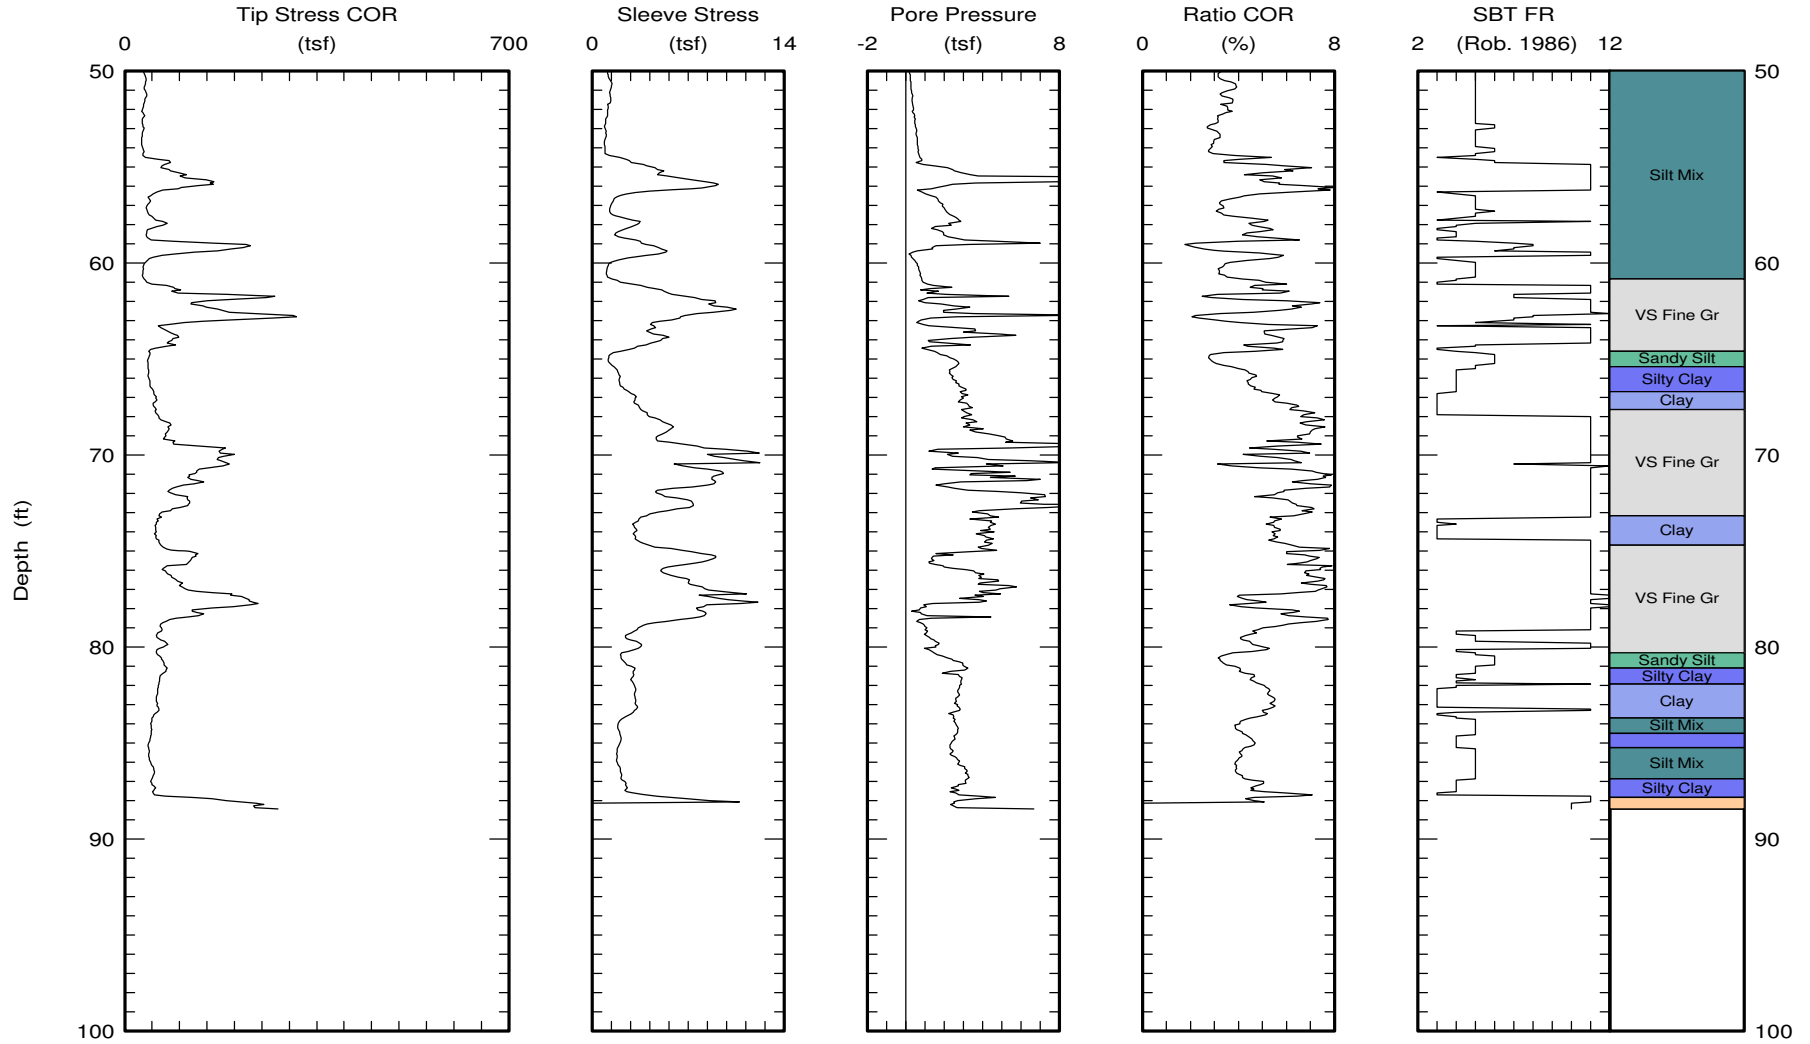 Tip Stress COR Sleeve Stress Pore Pressure Ratio COR SBT FR
0 (tsf) 700 0 (tsf) 14 -2 (tsf) 8 0 (%) 8 2 (Rob. 1986) 12
50 50
Silt Mix
60 60
VS Fine Gr
Sandy Silt
Silty Clay
Clay
70 VS Fine Gr 70
Clay
VS Fine Gr
Depth (ft)
80 80
Sandy Silt
Silty Clay
Clay
Silt Mix
Silt Mix
Silty Clay
90 90
100 100